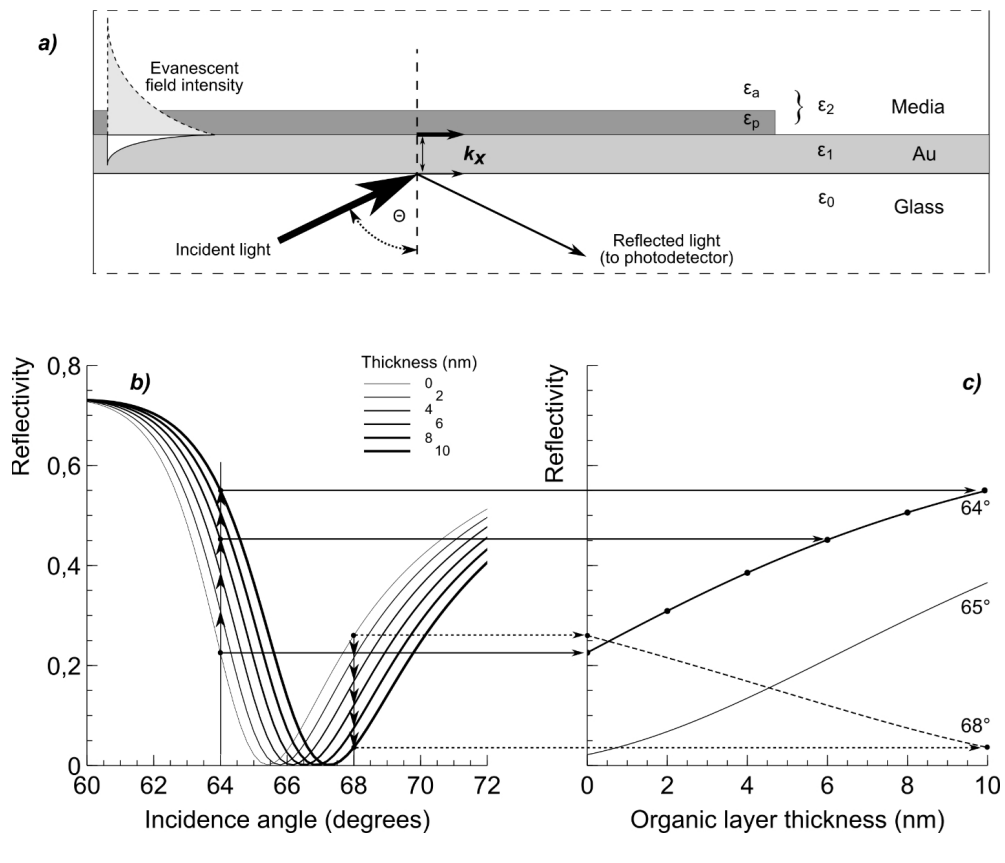 a)
Evanescent
field intensity
εa
εp
} ε2
Media
kx
ε1
Au
Θ
ε0
Glass
Incident light
Reflected light
(to photodetector)
b)
Reflectivity
Thickness (nm)
0
2
4
6
8
10
0,8
0,6
0,4
0,2
0
60
62
64
66
68
70
72
Incidence angle (degrees)
c)
Reflectivity
64°
65°
68°
0
2
4
6
8
10
Organic layer thickness (nm)